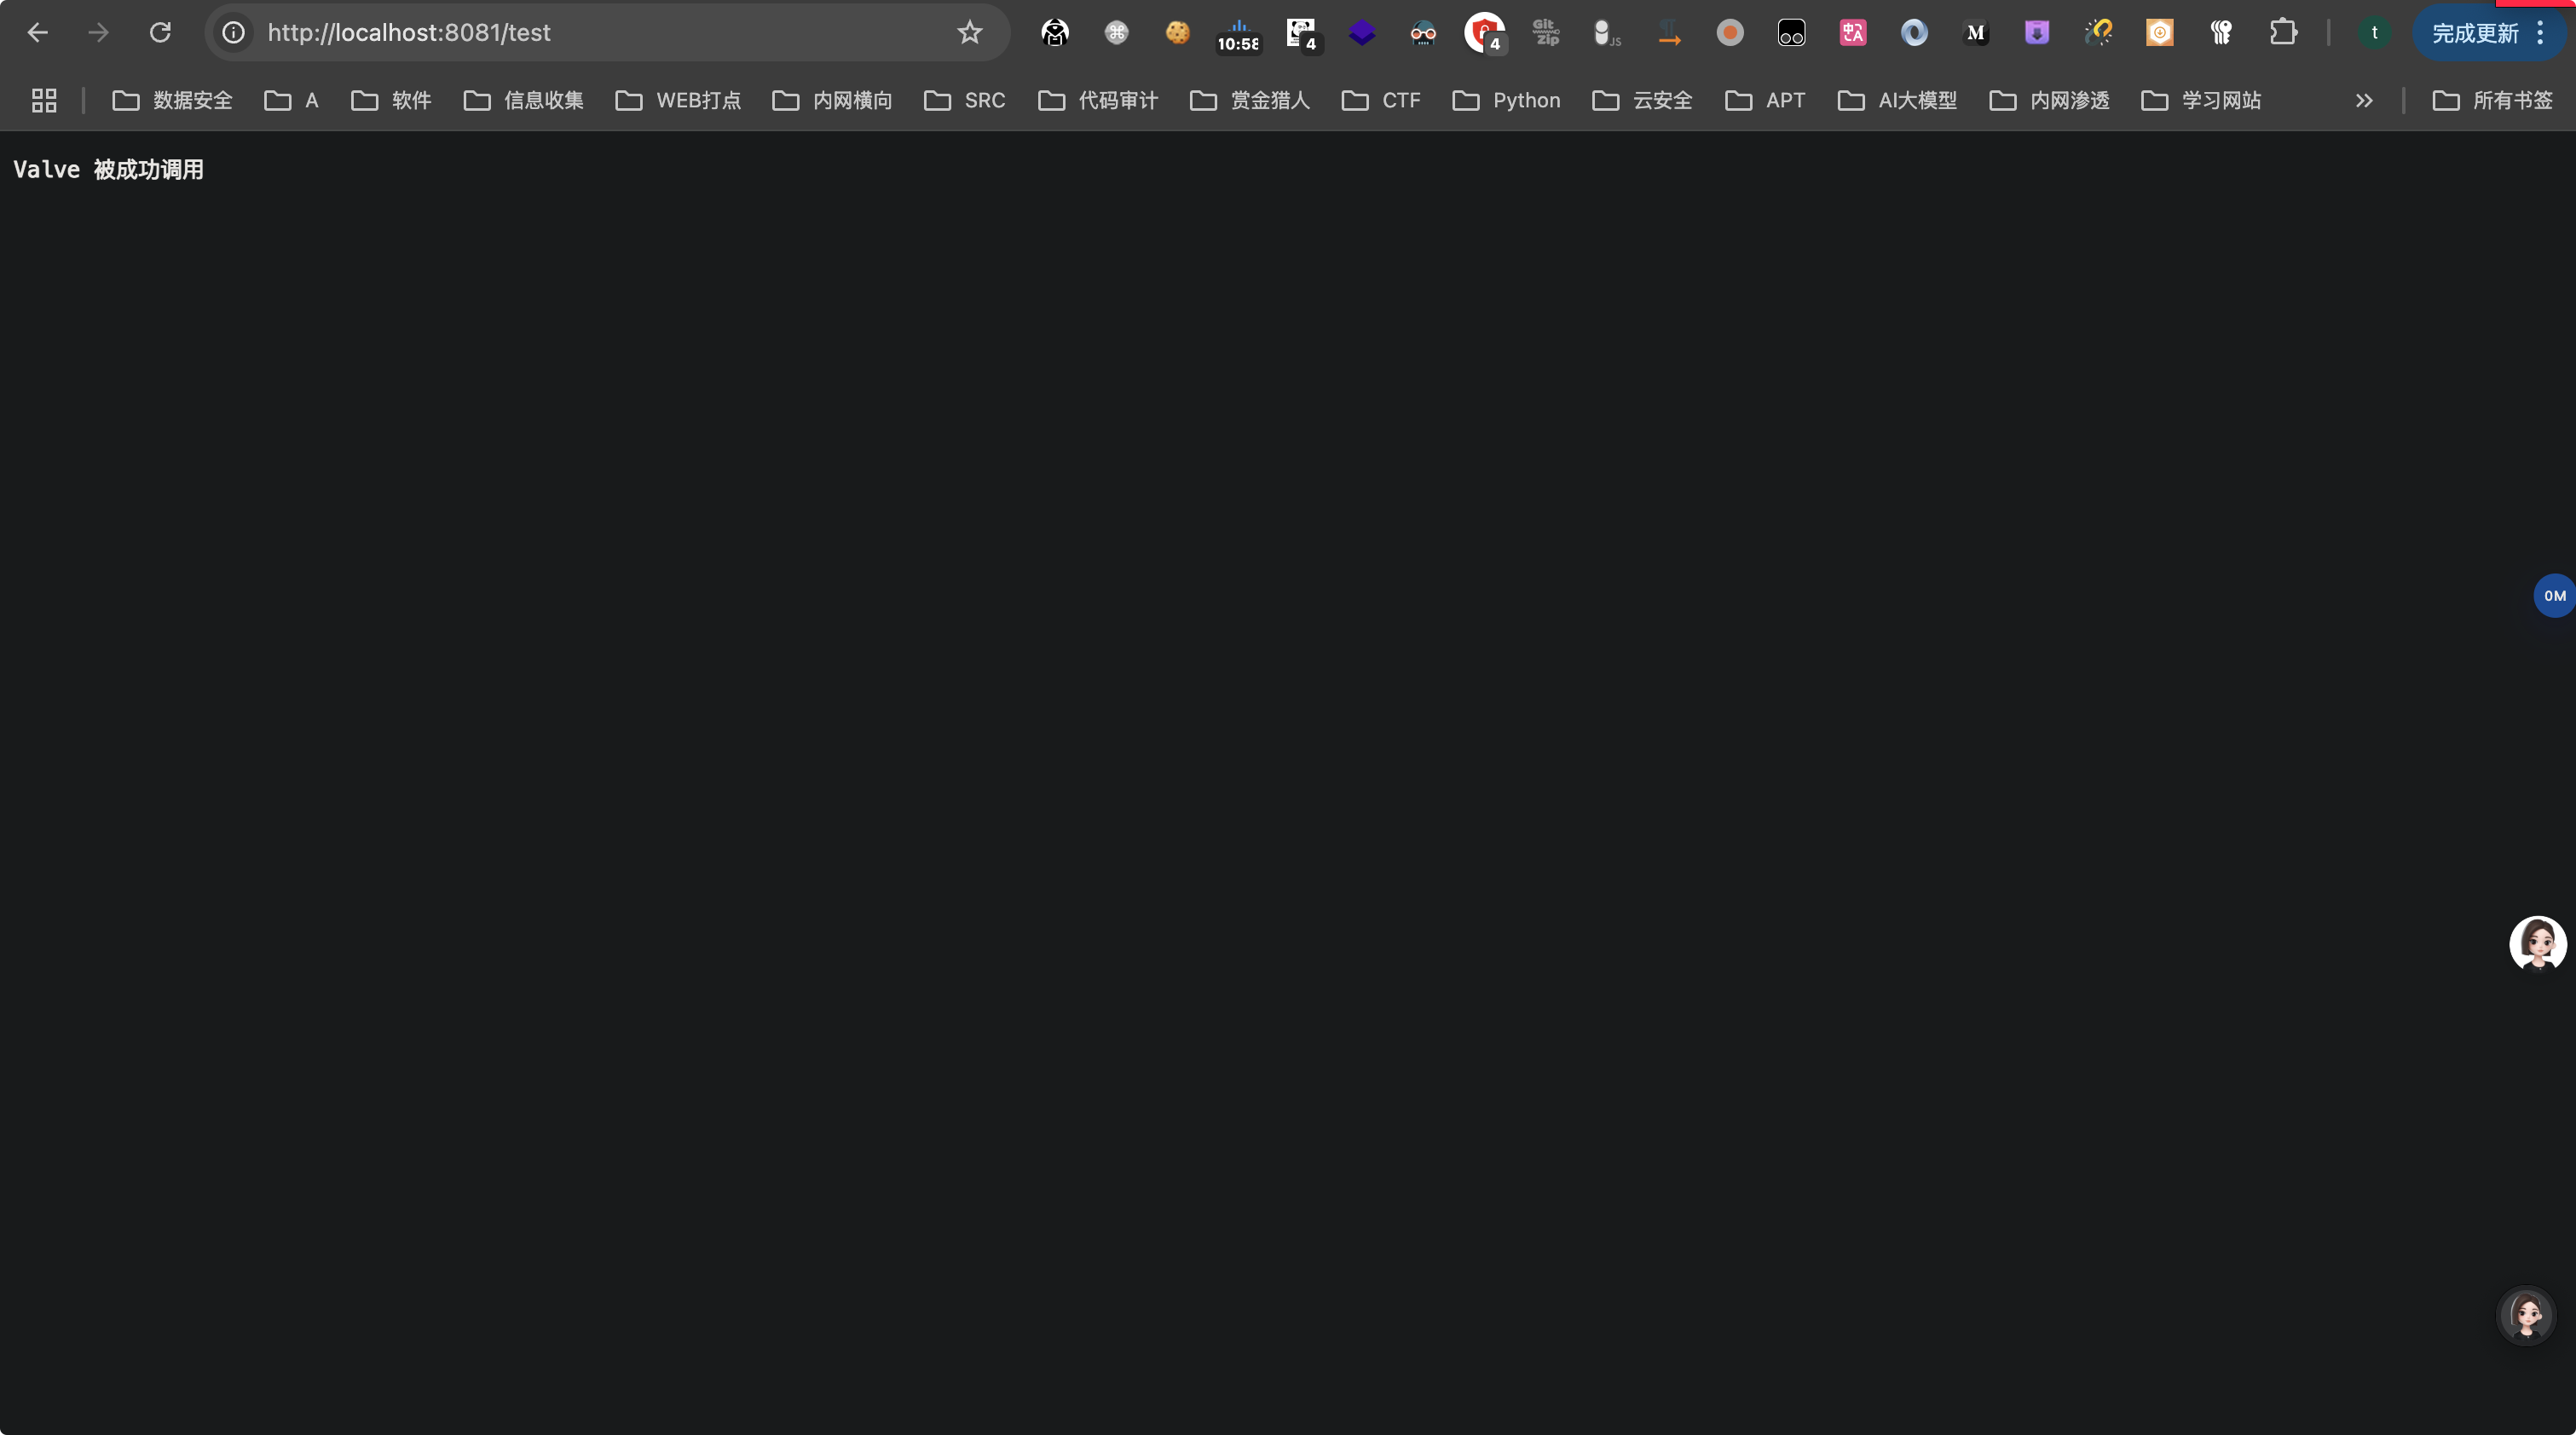 http://localhost:8081/test
10:58
4
4
Git
Zip
JS
中A
M
t
完成更新
数据安全
A
软件
信息收集
WEB打点
内网横向
SRC
代码审计
赏金猎人
CTF
Python
云安全
APT
AI大模型
内网渗透
学习网站
所有书签
Valve 被成功调用
0M